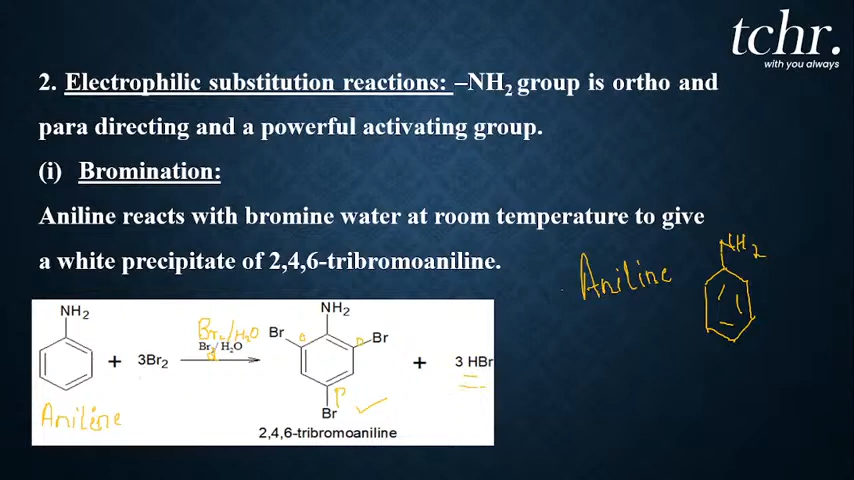 tchr.
with you always
2. Electrophilic substitution reactions: –NH₂ group is ortho and
para directing and a powerful activating group.
(i) Bromination:
Aniline reacts with bromine water at room temperature to give
a white precipitate of 2,4,6-tribromoaniline.
Aniline
NH₂
NH₂
+ 3Br₂
Br₂/H₂O
Br₂/ H₂O
NH₂
Br
Br
o
o
p
Br
+ 3 HBr
Aniline
2,4,6-tribromoaniline